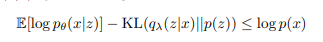 𝔼[log p_θ(x|z)] − KL(q_λ(z|x)||p(z)) ≤ log p(x)